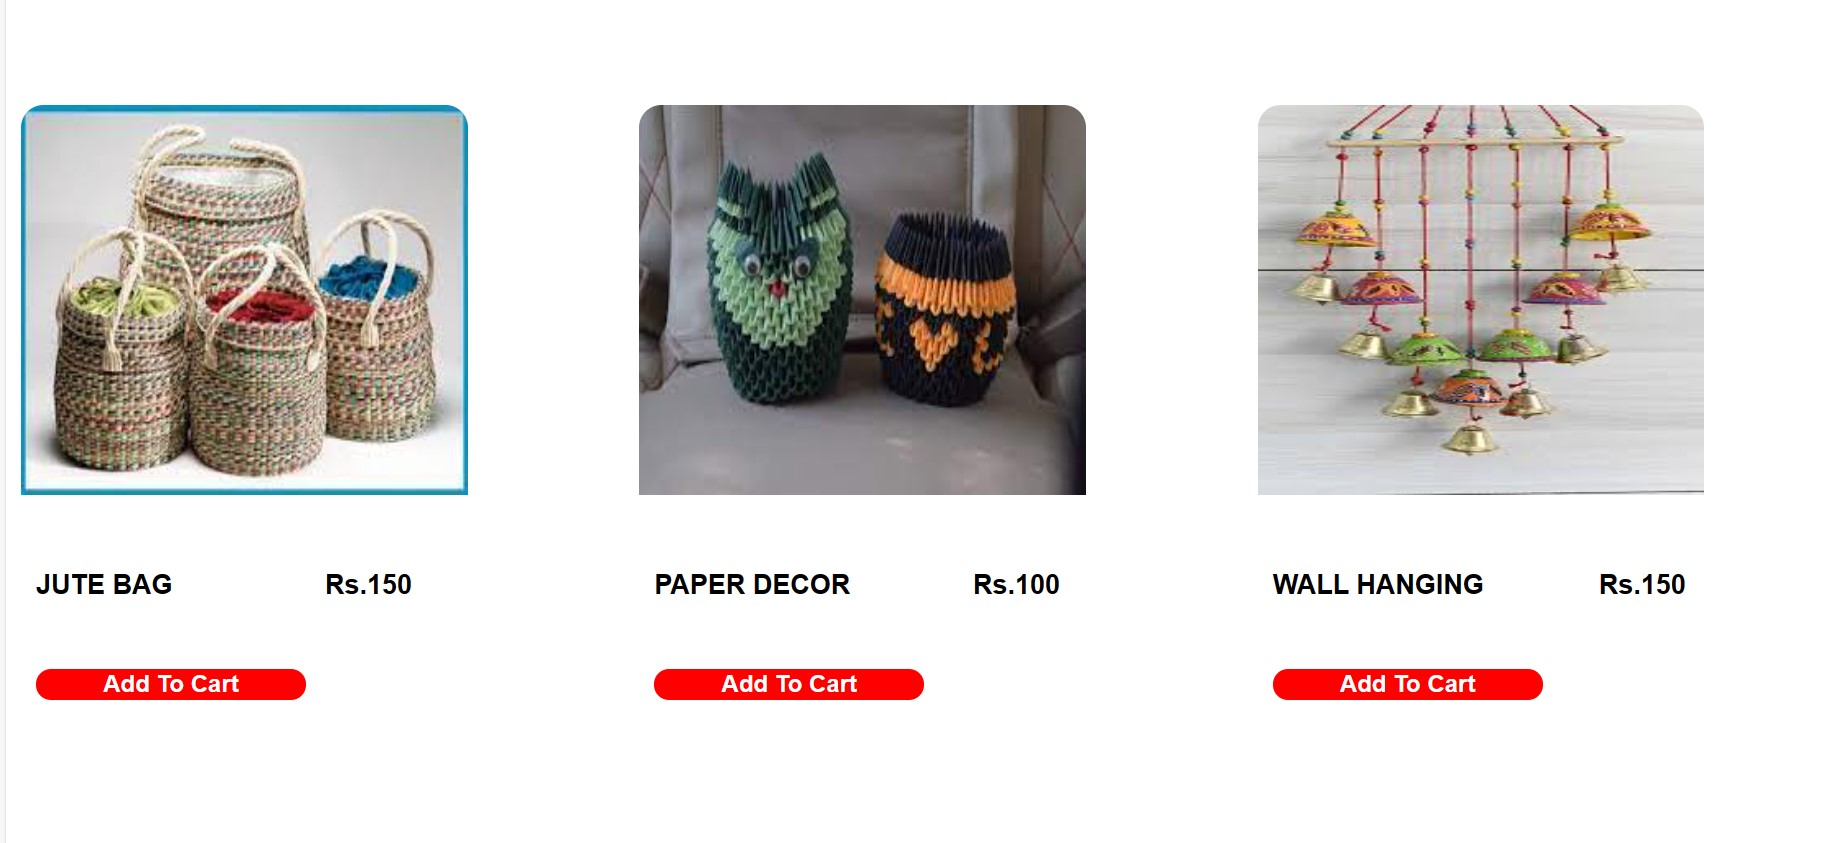 JUTE BAG Rs.150
PAPER DECOR Rs.100
WALL HANGING Rs.150
Add To Cart
Add To Cart
Add To Cart